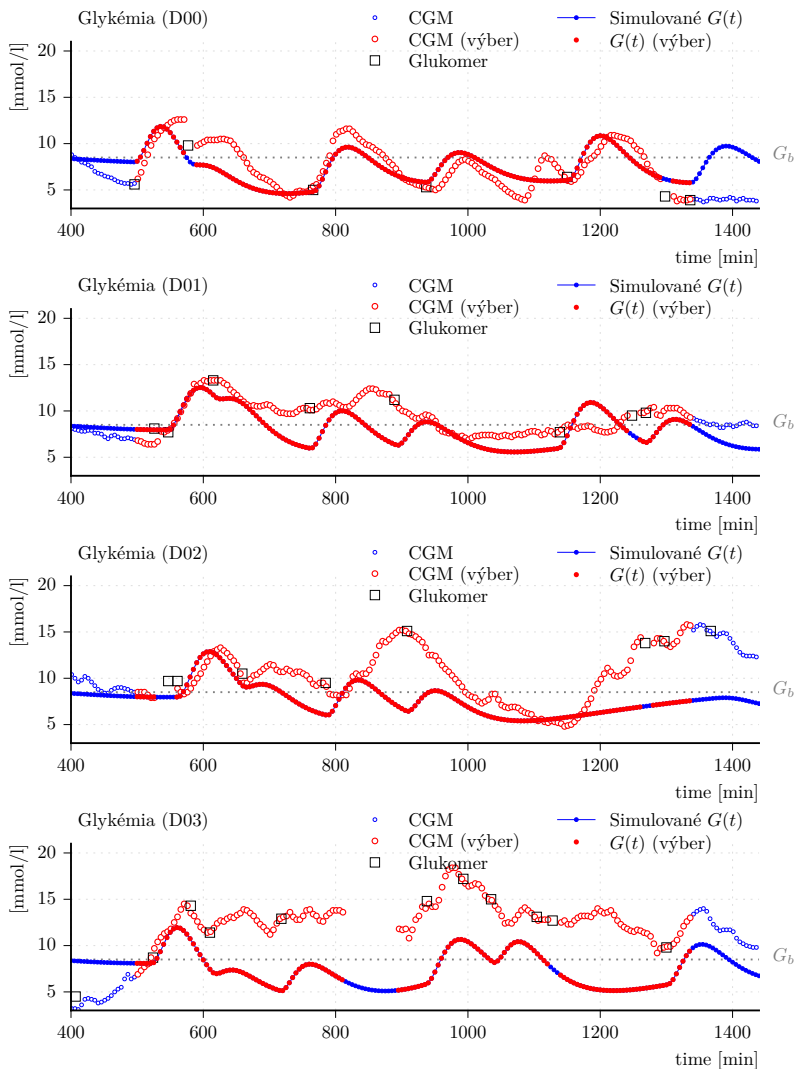 Glykémia (D00)
CGM
CGM (výber)
Glukomer
Simulované G(t)
G(t) (výber)
[mmol/l]
20
15
10
5
G_b
400 600 800 1000 1200 1400
time [min]
Glykémia (D01)
CGM
CGM (výber)
Glukomer
Simulované G(t)
G(t) (výber)
[mmol/l]
20
15
10
5
G_b
400 600 800 1000 1200 1400
time [min]
Glykémia (D02)
CGM
CGM (výber)
Glukomer
Simulované G(t)
G(t) (výber)
[mmol/l]
20
15
10
5
G_b
400 600 800 1000 1200 1400
time [min]
Glykémia (D03)
CGM
CGM (výber)
Glukomer
Simulované G(t)
G(t) (výber)
[mmol/l]
20
15
10
5
G_b
400 600 800 1000 1200 1400
time [min]